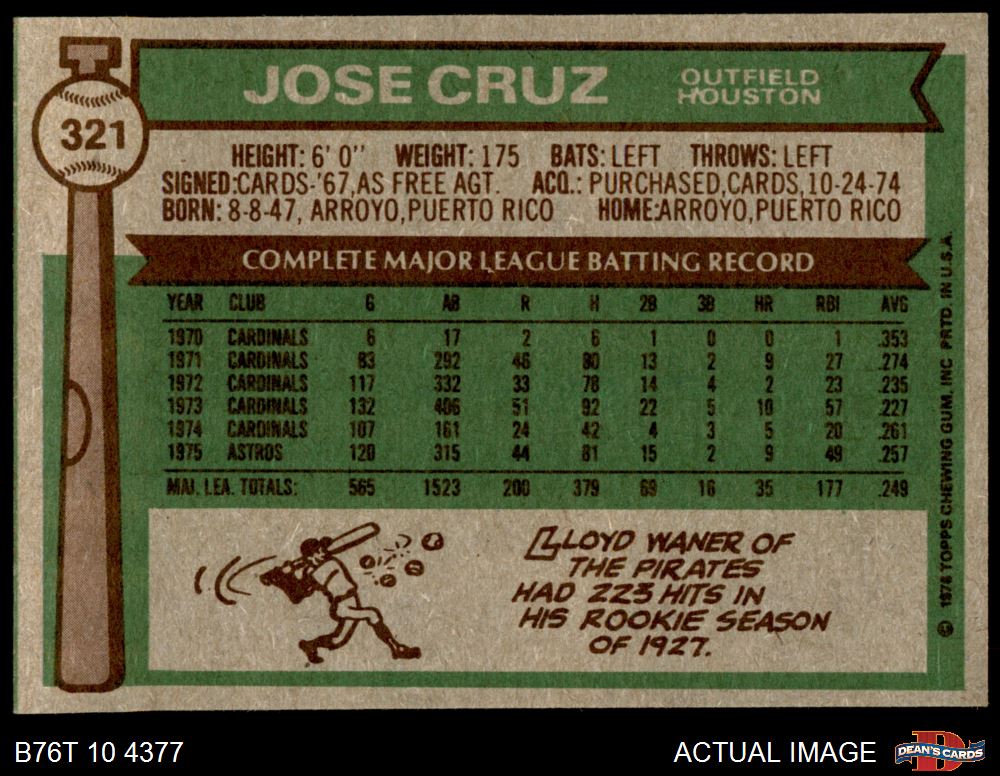 321
JOSE CRUZ
OUTFIELD
HOUSTON
HEIGHT: 6' 0" WEIGHT: 175 BATS: LEFT THROWS: LEFT
SIGNED:CARDS-'67,AS FREE AGT. ACQ.: PURCHASED,CARDS,10-24-74
BORN: 8-8-47, ARROYO,PUERTO RICO HOME:ARROYO,PUERTO RICO
COMPLETE MAJOR LEAGUE BATTING RECORD
YEAR CLUB G AB R H 2B 3B HR RBI AVG
1970 CARDINALS 6 17 2 6 1 0 0 1 .353
1971 CARDINALS 83 292 46 80 13 2 9 27 .274
1972 CARDINALS 117 332 33 78 14 4 2 23 .235
1973 CARDINALS 132 406 51 92 22 5 10 57 .227
1974 CARDINALS 107 161 24 42 4 3 5 20 .261
1975 ASTROS 120 315 44 81 15 2 9 49 .257
MAJ. LEA. TOTALS: 565 1523 200 379 69 16 35 177 .249
LLOYD WANER OF
THE PIRATES
HAD 223 HITS IN
HIS ROOKIE SEASON
OF 1927.
© 1976 TOPPS CHEWING GUM, INC PRTD. IN U.S.A.
B76T 10 4377
ACTUAL IMAGE
D
DEAN'S CARDS